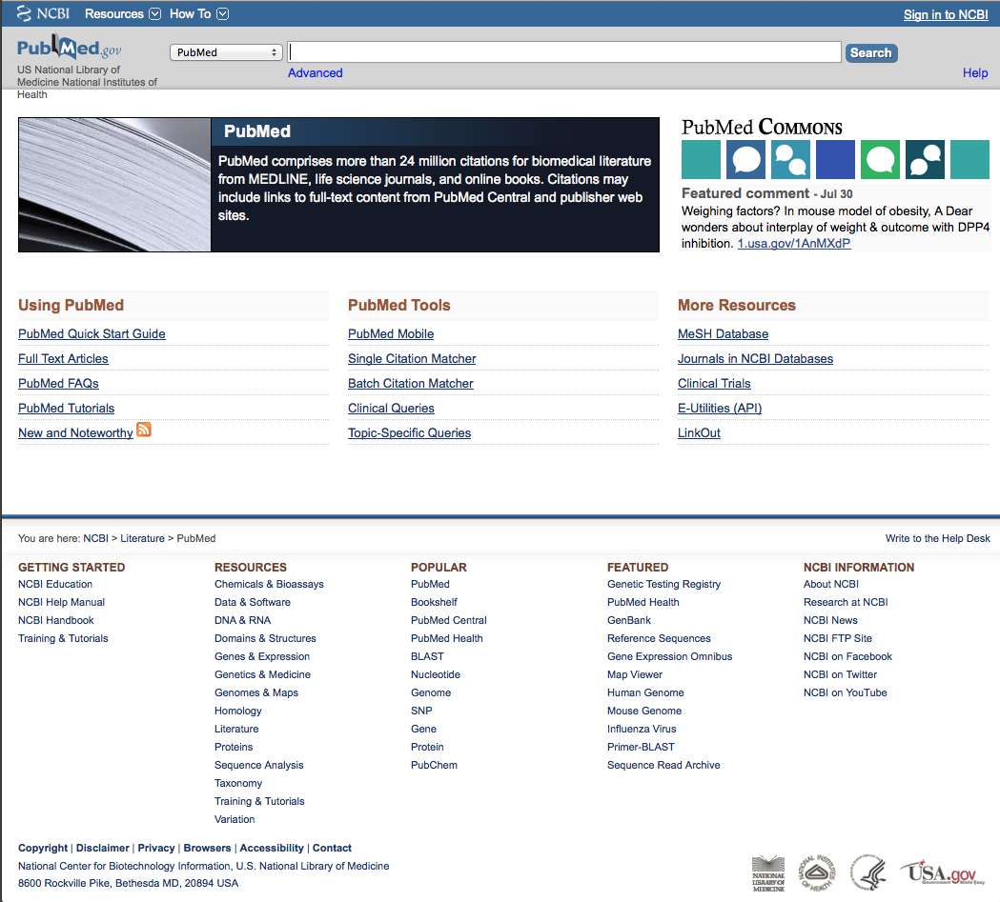 NCBI Resources How To Sign in to NCBI
PubMed.gov
US National Library of
Medicine National Institutes of
Health
PubMed
Search
Advanced
Help
PubMed
PubMed comprises more than 24 million citations for biomedical literature
from MEDLINE, life science journals, and online books. Citations may
include links to full-text content from PubMed Central and publisher web
sites.
PubMed COMMONS
Featured comment - Jul 30
Weighing factors? In mouse model of obesity, A Dear
wonders about interplay of weight & outcome with DPP4
inhibition. 1.usa.gov/1AnMXdP
Using PubMed
PubMed Quick Start Guide
Full Text Articles
PubMed FAQs
PubMed Tutorials
New and Noteworthy
PubMed Tools
PubMed Mobile
Single Citation Matcher
Batch Citation Matcher
Clinical Queries
Topic-Specific Queries
More Resources
MeSH Database
Journals in NCBI Databases
Clinical Trials
E-Utilities (API)
LinkOut
You are here: NCBI > Literature > PubMed
Write to the Help Desk
GETTING STARTED
NCBI Education
NCBI Help Manual
NCBI Handbook
Training & Tutorials
RESOURCES
Chemicals & Bioassays
Data & Software
DNA & RNA
Domains & Structures
Genes & Expression
Genetics & Medicine
Genomes & Maps
Homology
Literature
Proteins
Sequence Analysis
Taxonomy
Training & Tutorials
Variation
POPULAR
PubMed
Bookshelf
PubMed Central
PubMed Health
BLAST
Nucleotide
Genome
SNP
Gene
Protein
PubChem
FEATURED
Genetic Testing Registry
PubMed Health
GenBank
Reference Sequences
Gene Expression Omnibus
Map Viewer
Human Genome
Mouse Genome
Influenza Virus
Primer-BLAST
Sequence Read Archive
NCBI INFORMATION
About NCBI
Research at NCBI
NCBI News
NCBI FTP Site
NCBI on Facebook
NCBI on Twitter
NCBI on YouTube
Copyright | Disclaimer | Privacy | Browsers | Accessibility | Contact
National Center for Biotechnology Information, U.S. National Library of Medicine
8600 Rockville Pike, Bethesda MD, 20894 USA
NATIONAL
LIBRARY OF
MEDICINE
NATIONAL INSTITUTES OF HEALTH
USA.gov
Government Made Easy